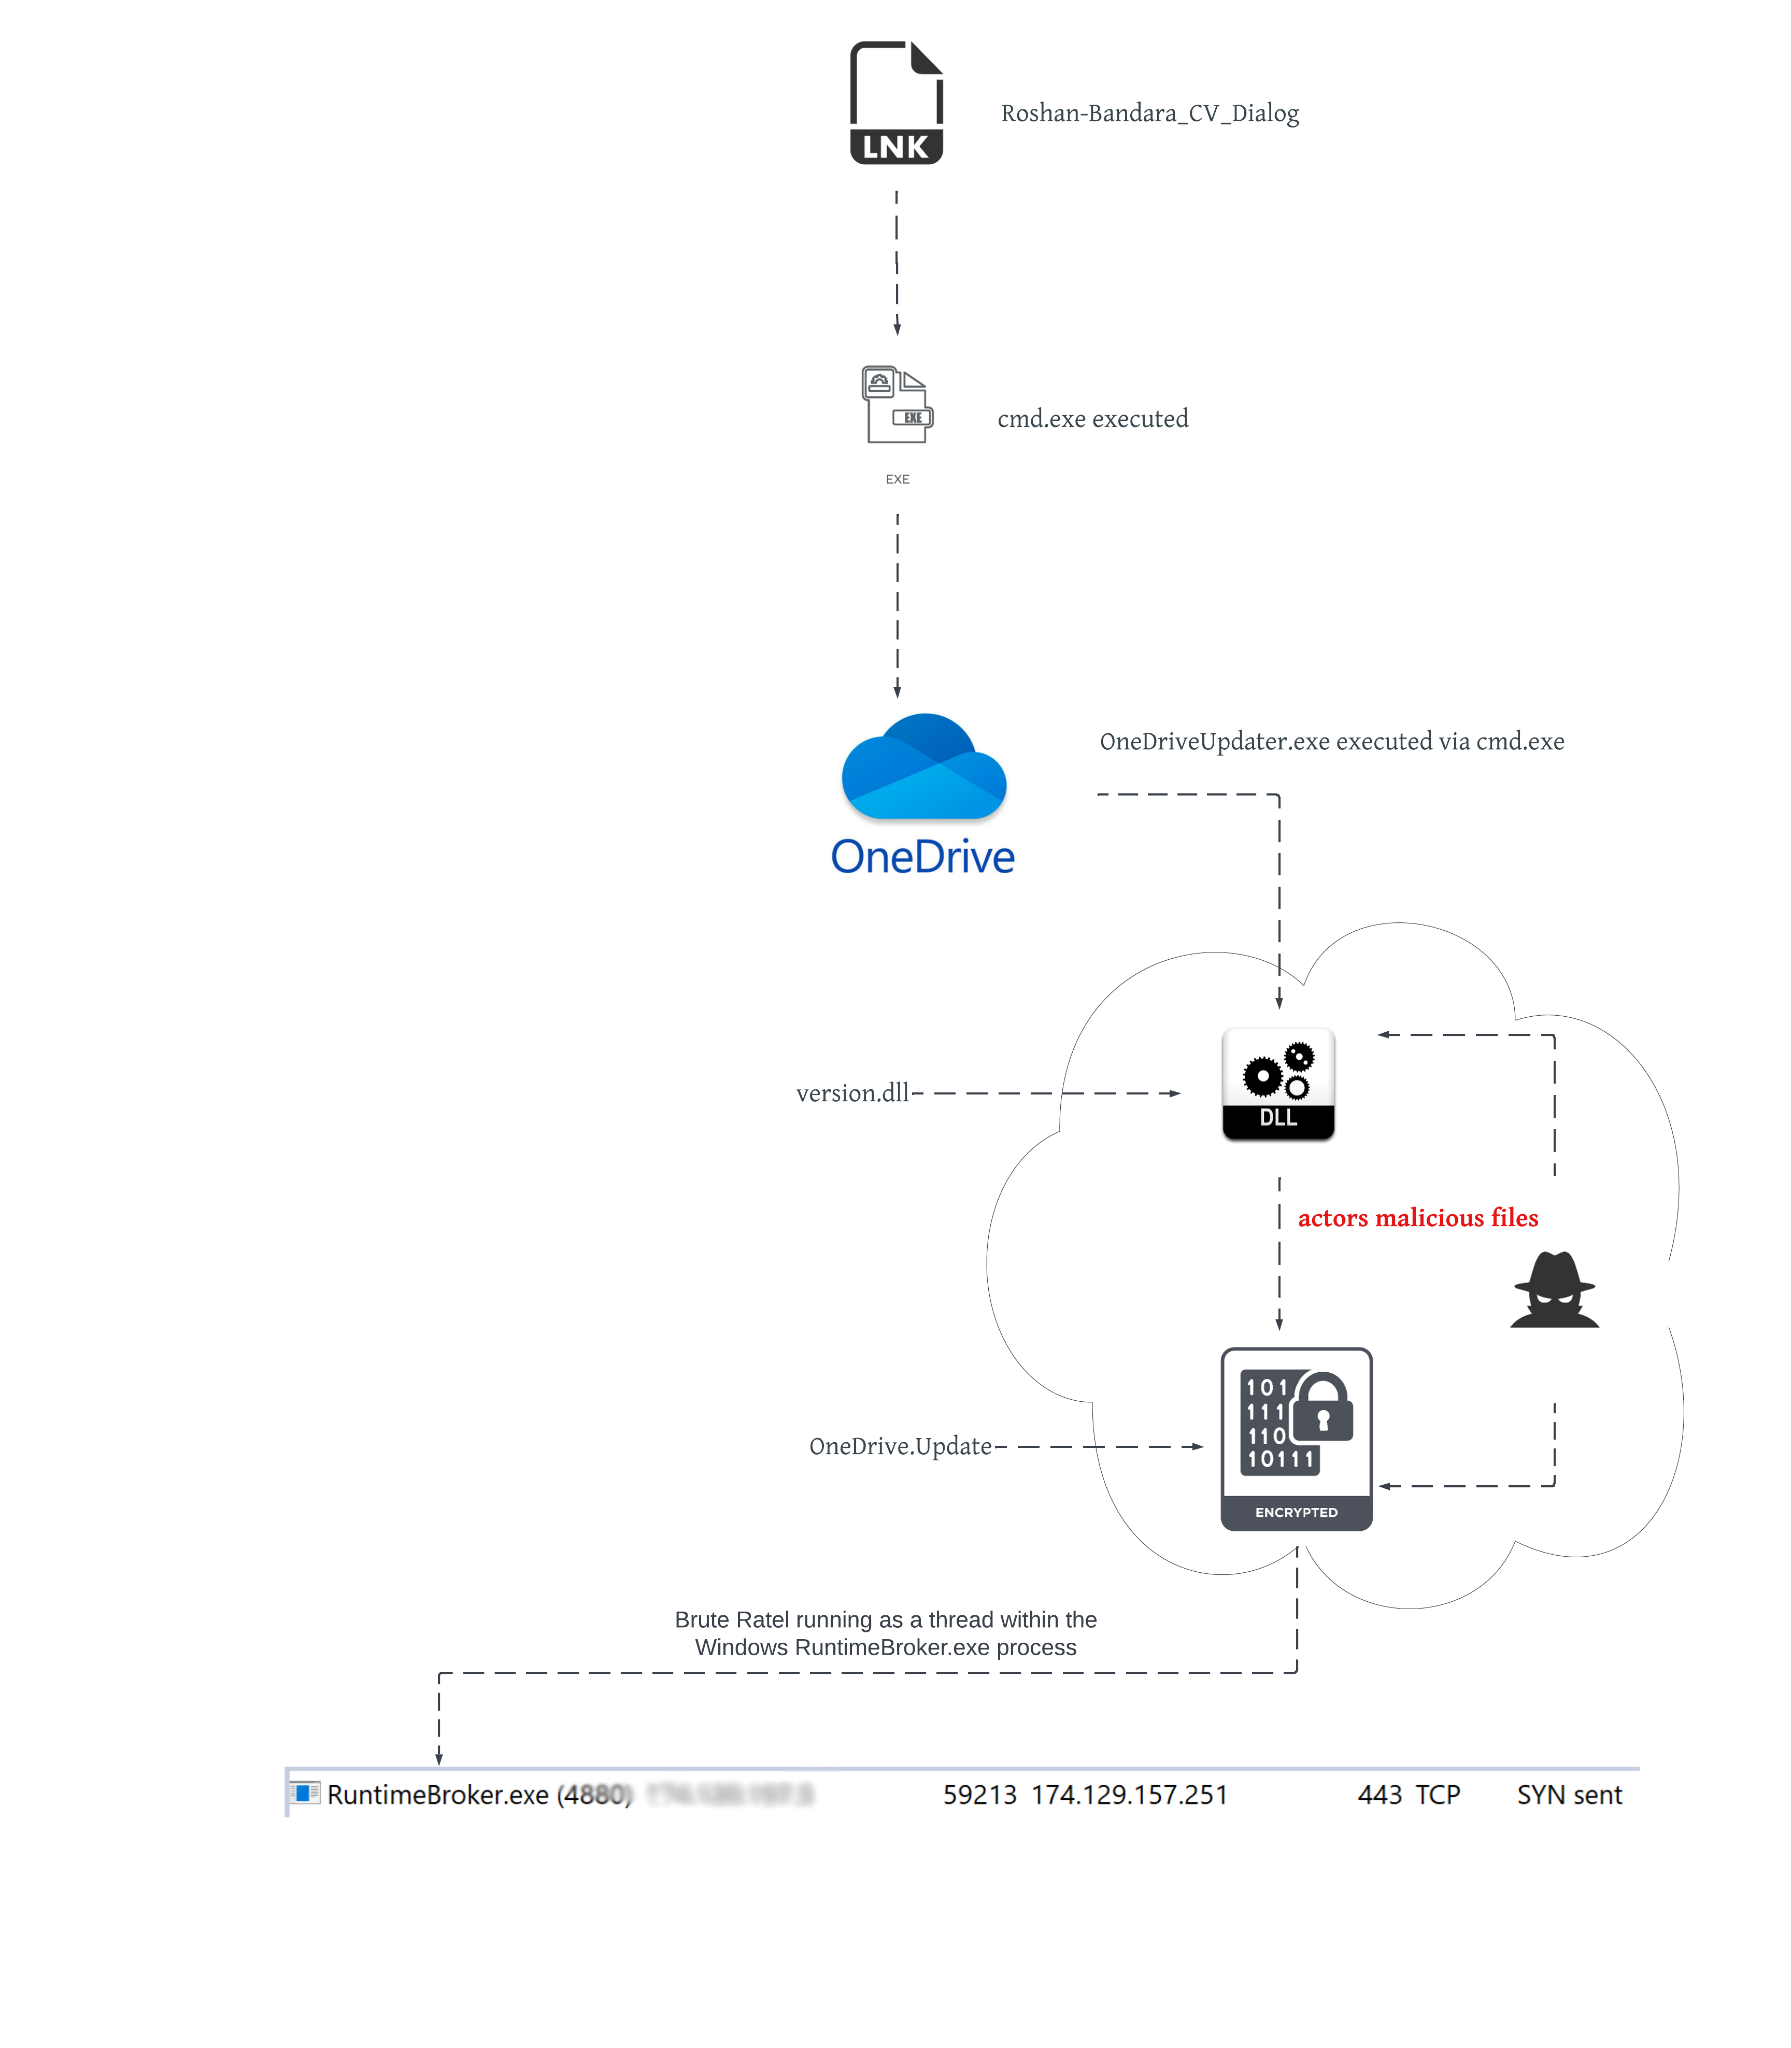 LNK
Roshan-Bandara_CV_Dialog
EXE
cmd.exe executed
EXE
OneDriveUpdater.exe executed via cmd.exe
OneDrive
version.dll
DLL
actors malicious files
101
111
110
10111
OneDrive.Update
ENCRYPTED
Brute Ratel running as a thread within the
Windows RuntimeBroker.exe process
RuntimeBroker.exe (4880) 59213 174.129.157.251 443 TCP SYN sent